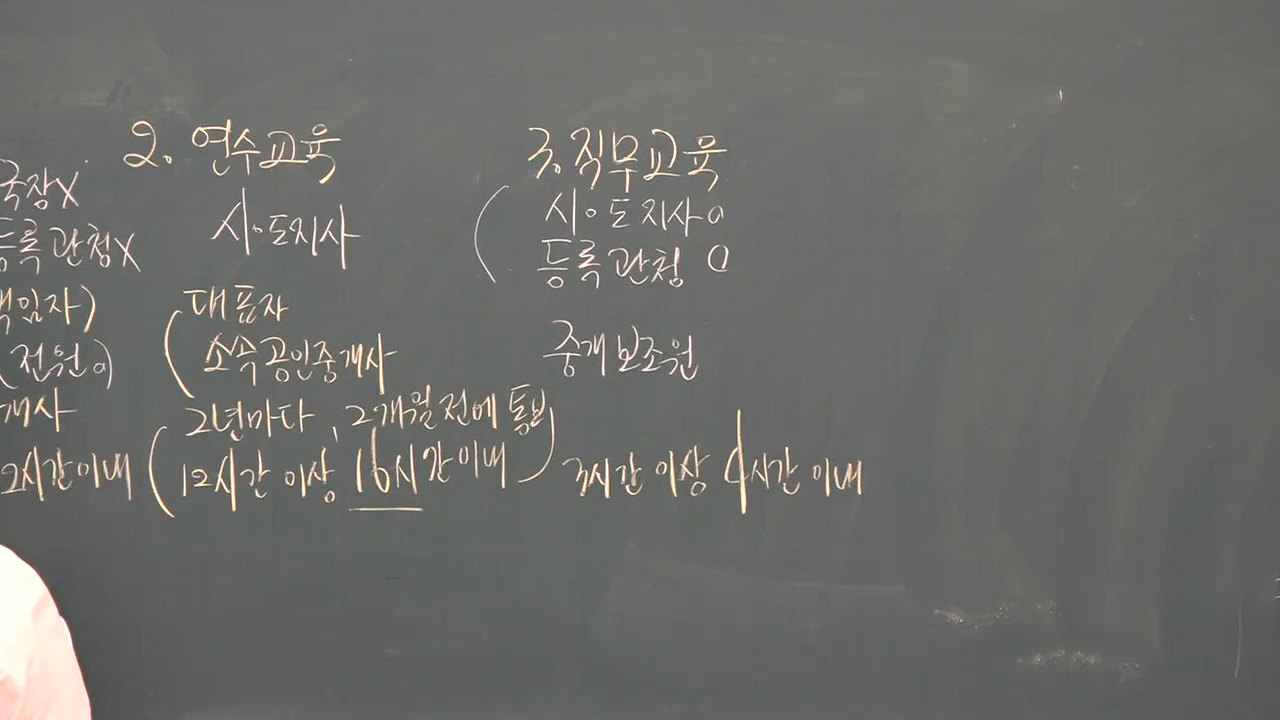 국장X
등록관청X
책임자)
(전원o)
개사
2시간이내
2. 연수교육
시·도지사
(대표자
소속공인중개사
2년마다, 2개월전에 통보
(12시간 이상 16시간이내)
3. 직무교육
(시·도지사o
등록관청 O
중개보조원
3시간 이상 4시간 이내